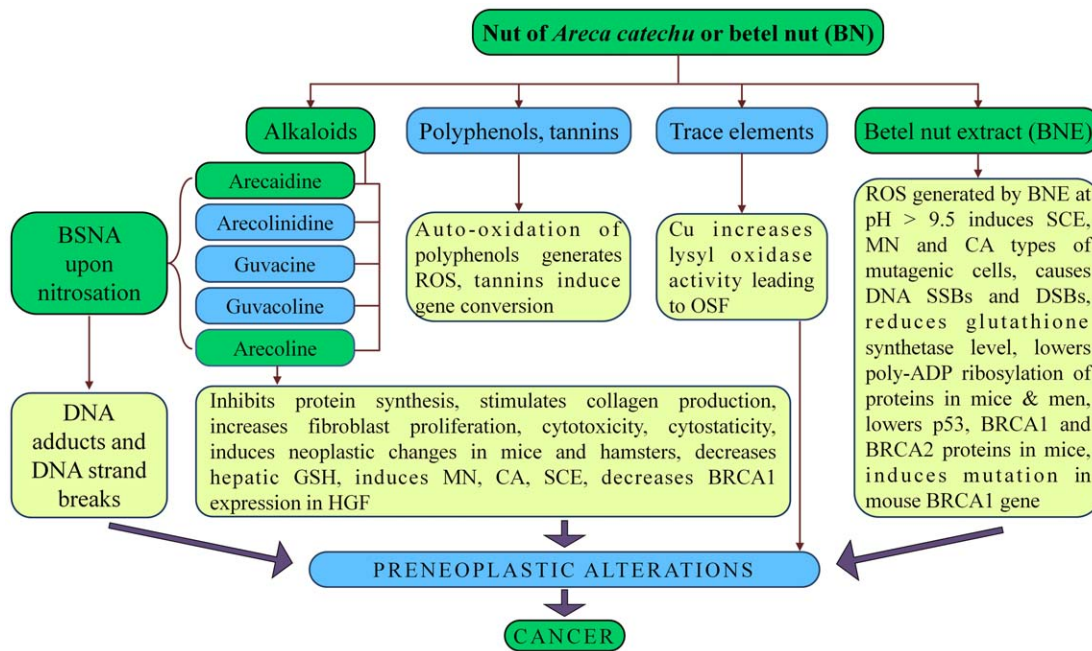 Nut of Areca catechu or betel nut (BN)
Alkaloids
Polyphenols, tannins
Trace elements
Betel nut extract (BNE)
Arecaidine
Arecolinidine
Guvacine
Guvacoline
Arecoline
BSNA
upon
nitrosation
DNA
adducts and
DNA strand
breaks
Auto-oxidation of
polyphenols generates
ROS, tannins induce
gene conversion
Cu increases
lysyl oxidase
activity leading
to OSF
ROS generated by BNE at
pH > 9.5 induces SCE,
MN and CA types of
mutagenic cells, causes
DNA SSBs and DSBs,
reduces glutathione
synthetase level, lowers
poly-ADP ribosylation of
proteins in mice & men,
lowers p53, BRCA1 and
BRCA2 proteins in mice,
induces mutation in
mouse BRCA1 gene
Inhibits protein synthesis, stimulates collagen production,
increases fibroblast proliferation, cytotoxicity, cytostaticity,
induces neoplastic changes in mice and hamsters, decreases
hepatic GSH, induces MN, CA, SCE, decreases BRCA1
expression in HGF
PRENEOPLASTIC ALTERATIONS
CANCER